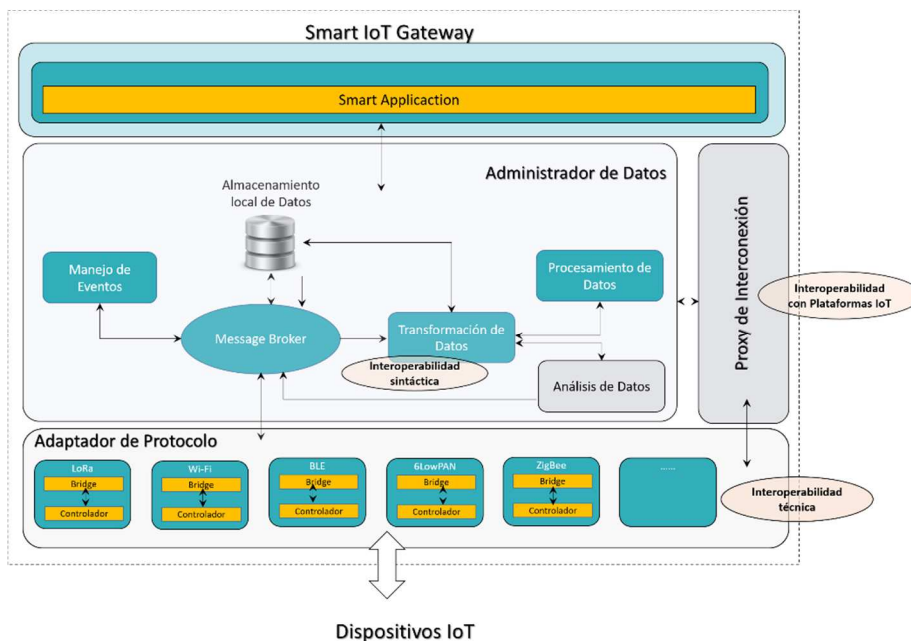 Smart IoT Gateway
Smart Applicaction
Administrador de Datos
Almacenamiento
local de Datos
Manejo de
Eventos
Procesamiento de
Datos
Message Broker
Transformación de
Datos
Interoperabilidad
sintáctica
Análisis de Datos
Proxy de Interconexión
Interoperabilidad
con Plataformas IoT
Adaptador de Protocolo
LoRa
Bridge
Controlador
Wi-Fi
Bridge
Controlador
BLE
Bridge
Controlador
6LowPAN
Bridge
Controlador
ZigBee
Bridge
Controlador
......
Interoperabilidad
técnica
Dispositivos IoT